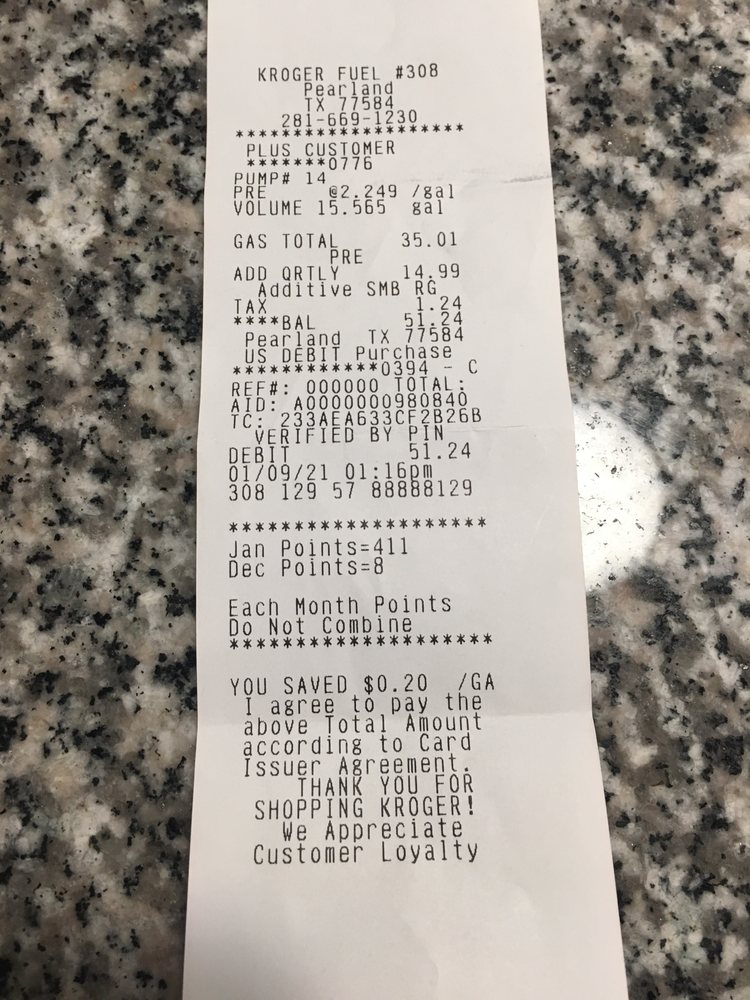 KROGER FUEL #308
Pearland
TX 77584
281-669-1230
********************
PLUS CUSTOMER
*******0776
PUMP# 14
PRE @2.249 /gal
VOLUME 15.565 gal
GAS TOTAL 35.01
PRE
ADD QRTLY 14.99
Additive SMB RG
TAX 1.24
****BAL 51.24
Pearland TX 77584
US DEBIT Purchase
************0394 - C
REF#: 000000 TOTAL:
AID: A0000000980840
TC: 233AEA633CF2B26B
VERIFIED BY PIN
DEBIT 51.24
01/09/21 01:16pm
308 129 57 88888129
********************
Jan Points=411
Dec Points=8
Each Month Points
Do Not Combine
********************
YOU SAVED $0.20 /GA
I agree to pay the
above Total Amount
according to Card
Issuer Agreement.
THANK YOU FOR
SHOPPING KROGER!
We Appreciate
Customer Loyalty